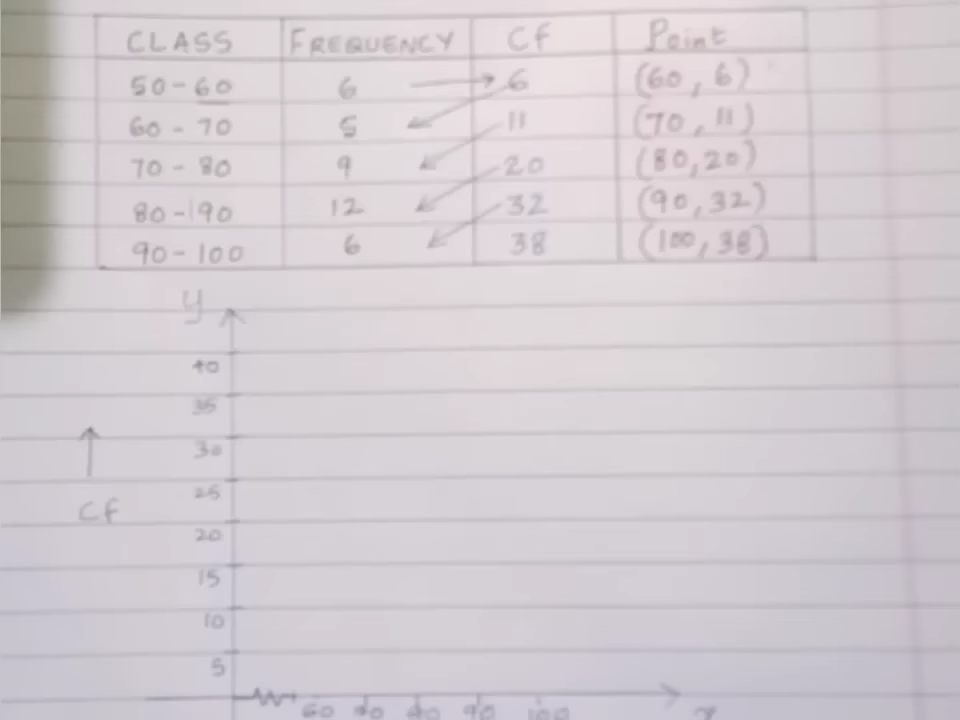 CLASS FREQUENCY Cf Point
50-60 6 6 (60, 6)
60-70 5 11 (70, 11)
70-80 9 20 (80, 20)
80-90 12 32 (90, 32)
90-100 6 38 (100, 38)
y
40
35
30
25
Cf
20
15
10
5
60 70 80 90 100 x